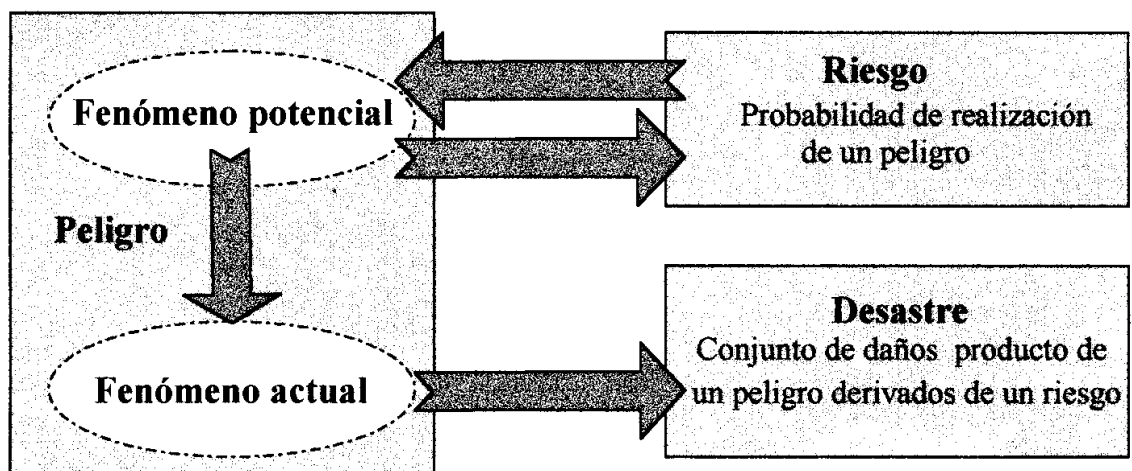 Fenómeno potencial
Peligro
Fenómeno actual
Riesgo
Probabilidad de realización
de un peligro
Desastre
Conjunto de daños producto de
un peligro derivados de un riesgo